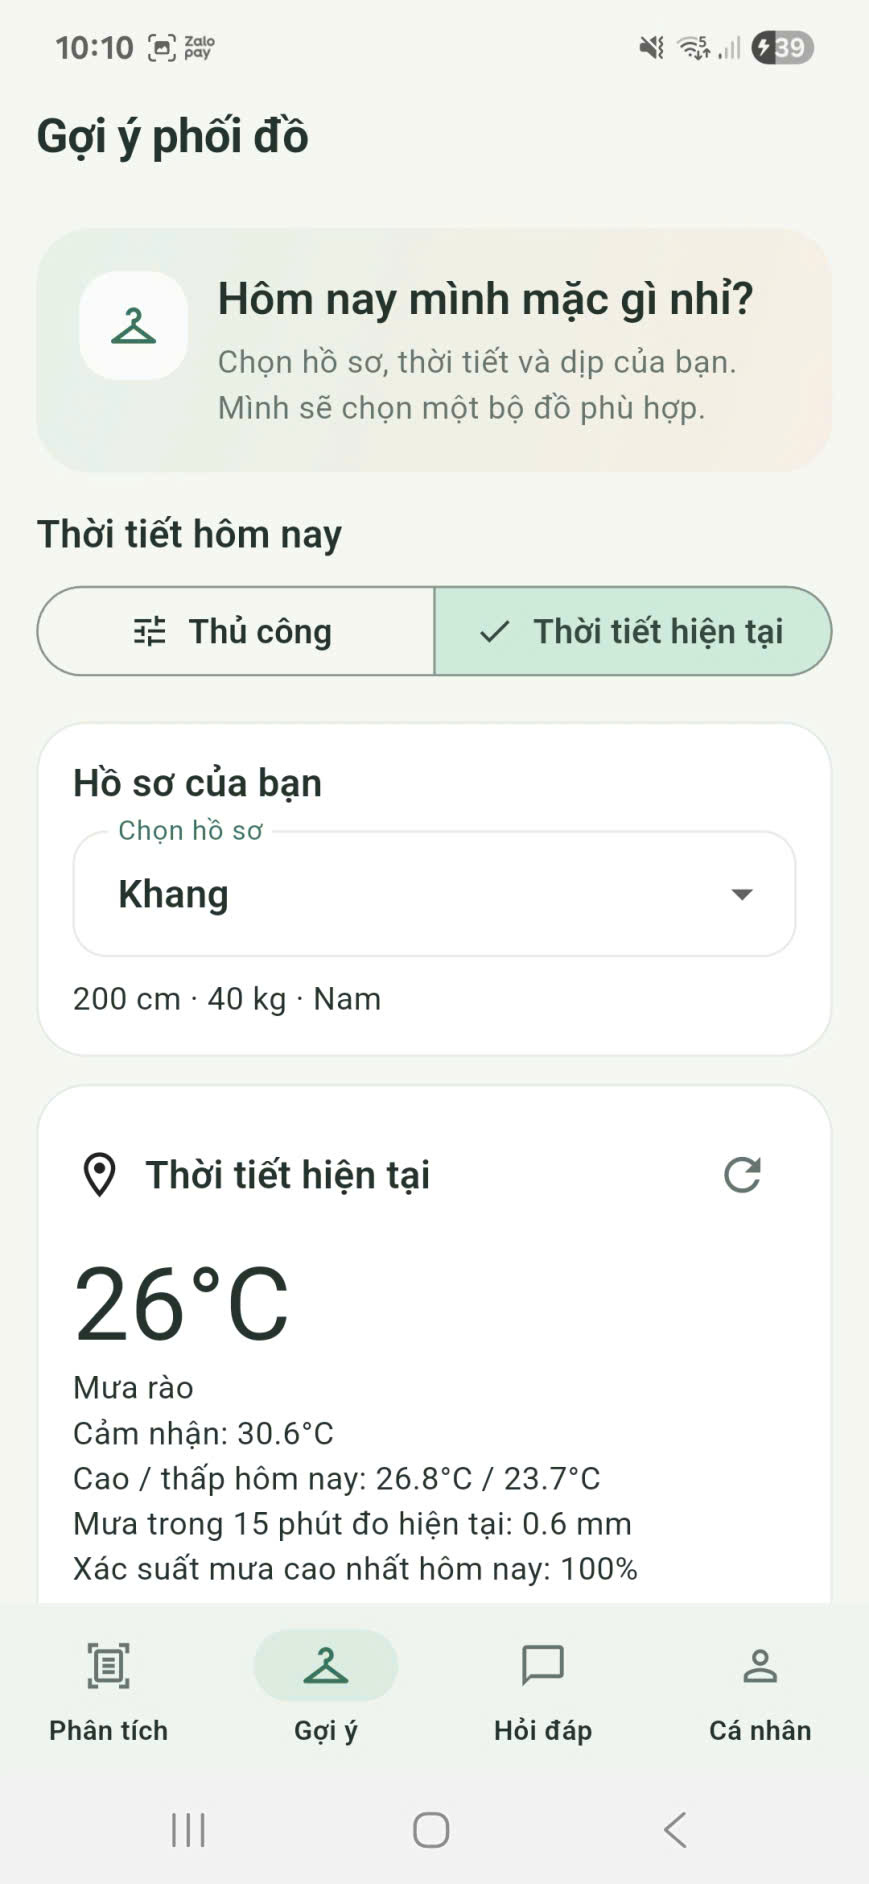 10:10 Zalo pay 5 39
Gợi ý phối đồ
Hôm nay mình mặc gì nhỉ?
Chọn hồ sơ, thời tiết và dịp của bạn.
Mình sẽ chọn một bộ đồ phù hợp.
Thời tiết hôm nay
Thủ công Thời tiết hiện tại
Hồ sơ của bạn
Chọn hồ sơ
Khang
200 cm · 40 kg · Nam
Thời tiết hiện tại
26°C
Mưa rào
Cảm nhận: 30.6°C
Cao / thấp hôm nay: 26.8°C / 23.7°C
Mưa trong 15 phút đo hiện tại: 0.6 mm
Xác suất mưa cao nhất hôm nay: 100%
Phân tích Gợi ý Hỏi đáp Cá nhân